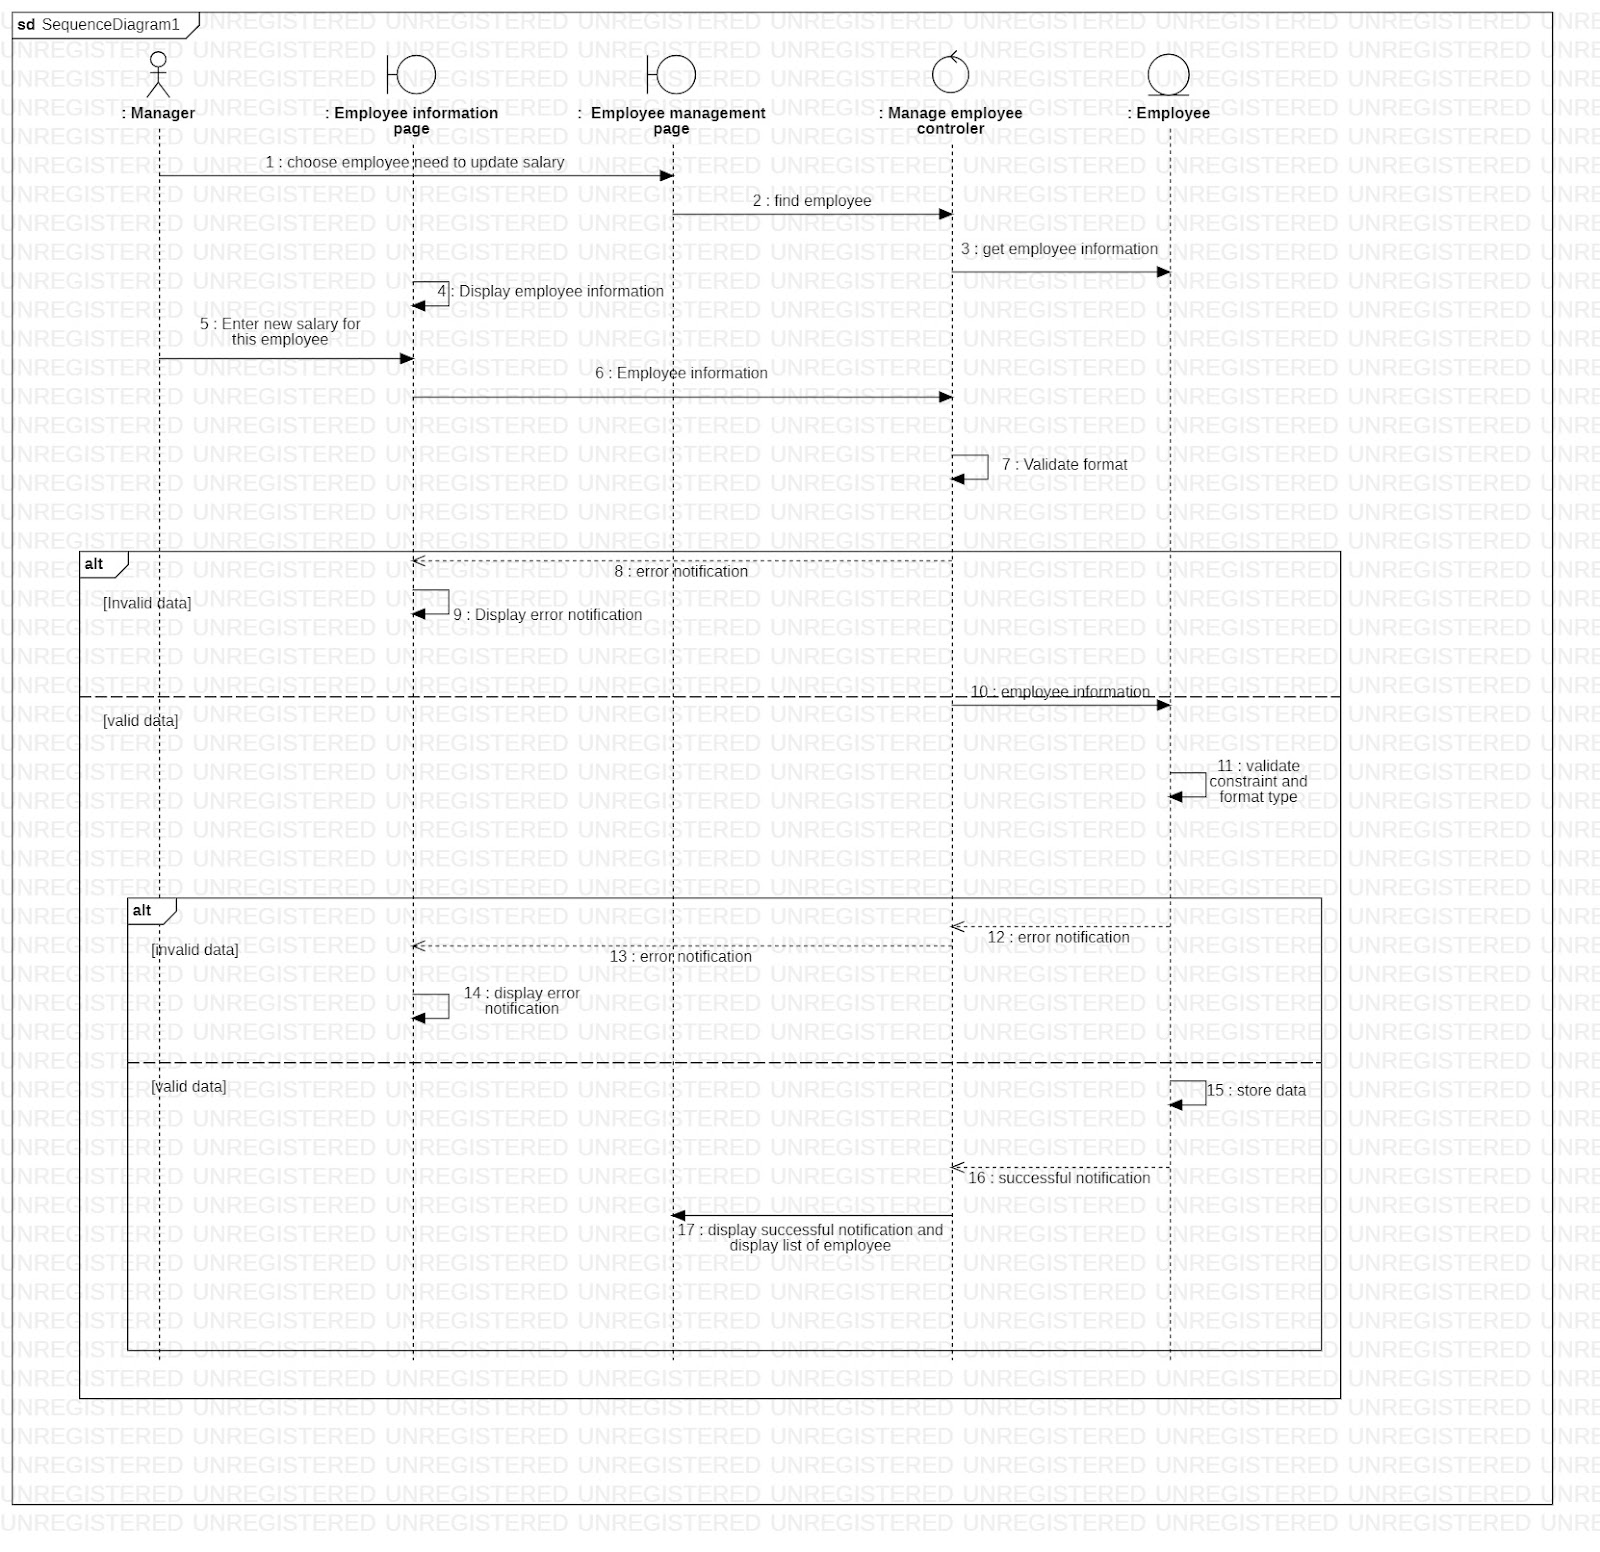 sd SequenceDiagram1
: Manager
: Employee information
page
: Employee management
page
: Manage employee
controler
: Employee
1 : choose employee need to update salary
2 : find employee
3 : get employee information
4 : Display employee information
5 : Enter new salary for
this employee
6 : Employee information
7 : Validate format
alt
8 : error notification
[Invalid data]
9 : Display error notification
10 : employee information
[valid data]
11 : validate
constraint and
format type
alt
12 : error notification
[invalid data]
13 : error notification
14 : display error
notification
[valid data]
15 : store data
16 : successful notification
17 : display successful notification and
display list of employee
UNREGISTERED